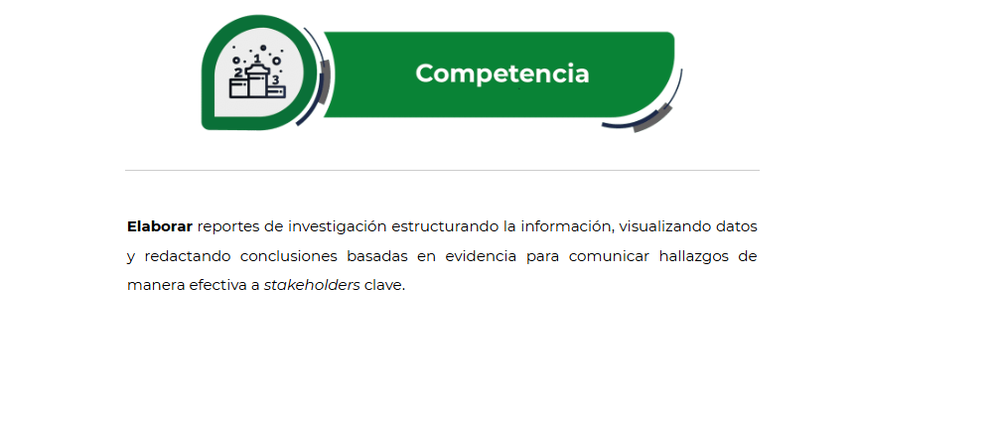 1
2
3
Competencia
Elaborar reportes de investigación estructurando la información, visualizando datos
y redactando conclusiones basadas en evidencia para comunicar hallazgos de
manera efectiva a stakeholders clave.